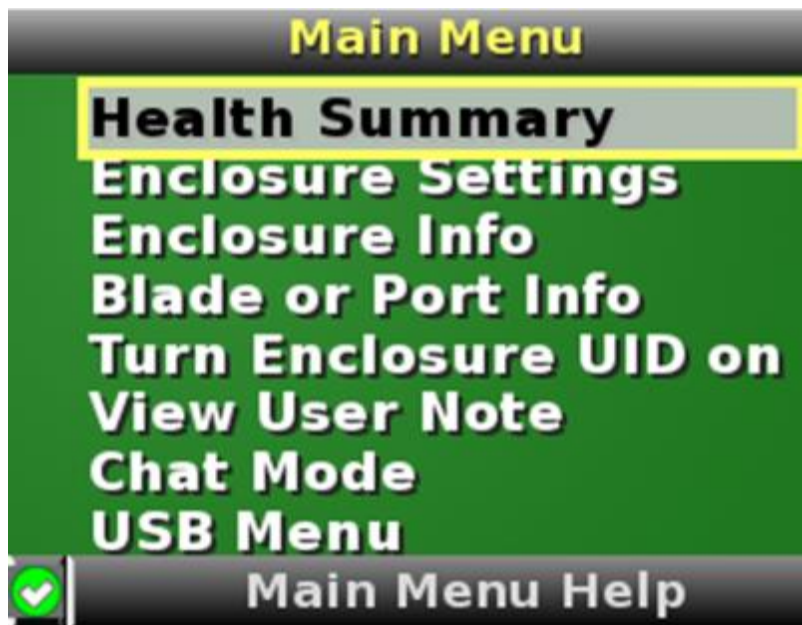 Main Menu
Health Summary
Enclosure Settings
Enclosure Info
Blade or Port Info
Turn Enclosure UID on
View User Note
Chat Mode
USB Menu
Main Menu Help